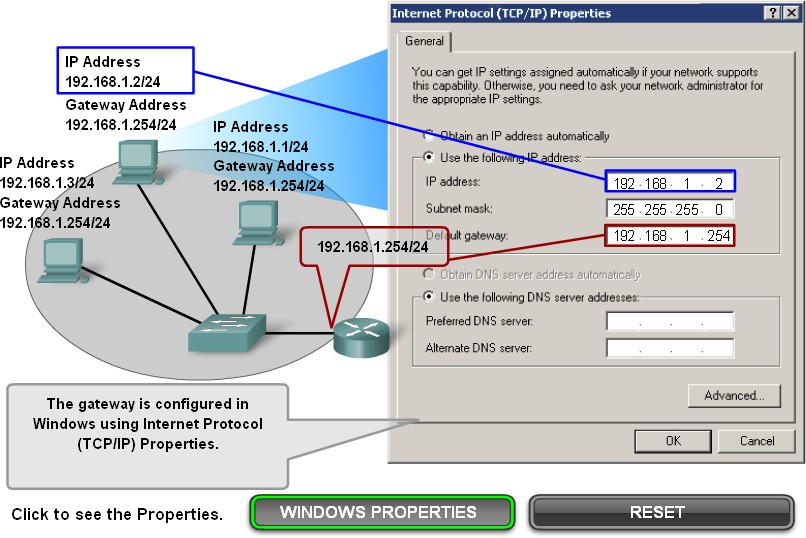 IP Address
192.168.1.2/24
Gateway Address
192.168.1.254/24
IP Address
192.168.1.1/24
Gateway Address
192.168.1.254/24
IP Address
192.168.1.3/24
Gateway Address
192.168.1.254/24
192.168.1.254/24
The gateway is configured in
Windows using Internet Protocol
(TCP/IP) Properties.
Internet Protocol (TCP/IP) Properties
General
You can get IP settings assigned automatically if your network supports
this capability. Otherwise, you need to ask your network administrator for
the appropriate IP settings.
Obtain an IP address automatically
Use the following IP address:
IP address: 192 . 168 . 1 . 2
Subnet mask: 255 . 255 . 255 . 0
Default gateway: 192 . 168 . 1 . 254
Obtain DNS server address automatically
Use the following DNS server addresses:
Preferred DNS server: . . .
Alternate DNS server: . . .
Advanced...
OK Cancel
Click to see the Properties. WINDOWS PROPERTIES RESET